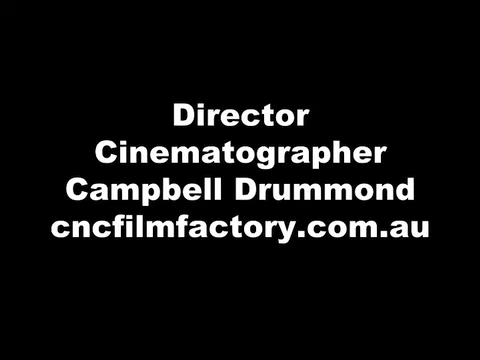 Director
Cinematographer
Campbell Drummond
cncfilmfactory.com.au